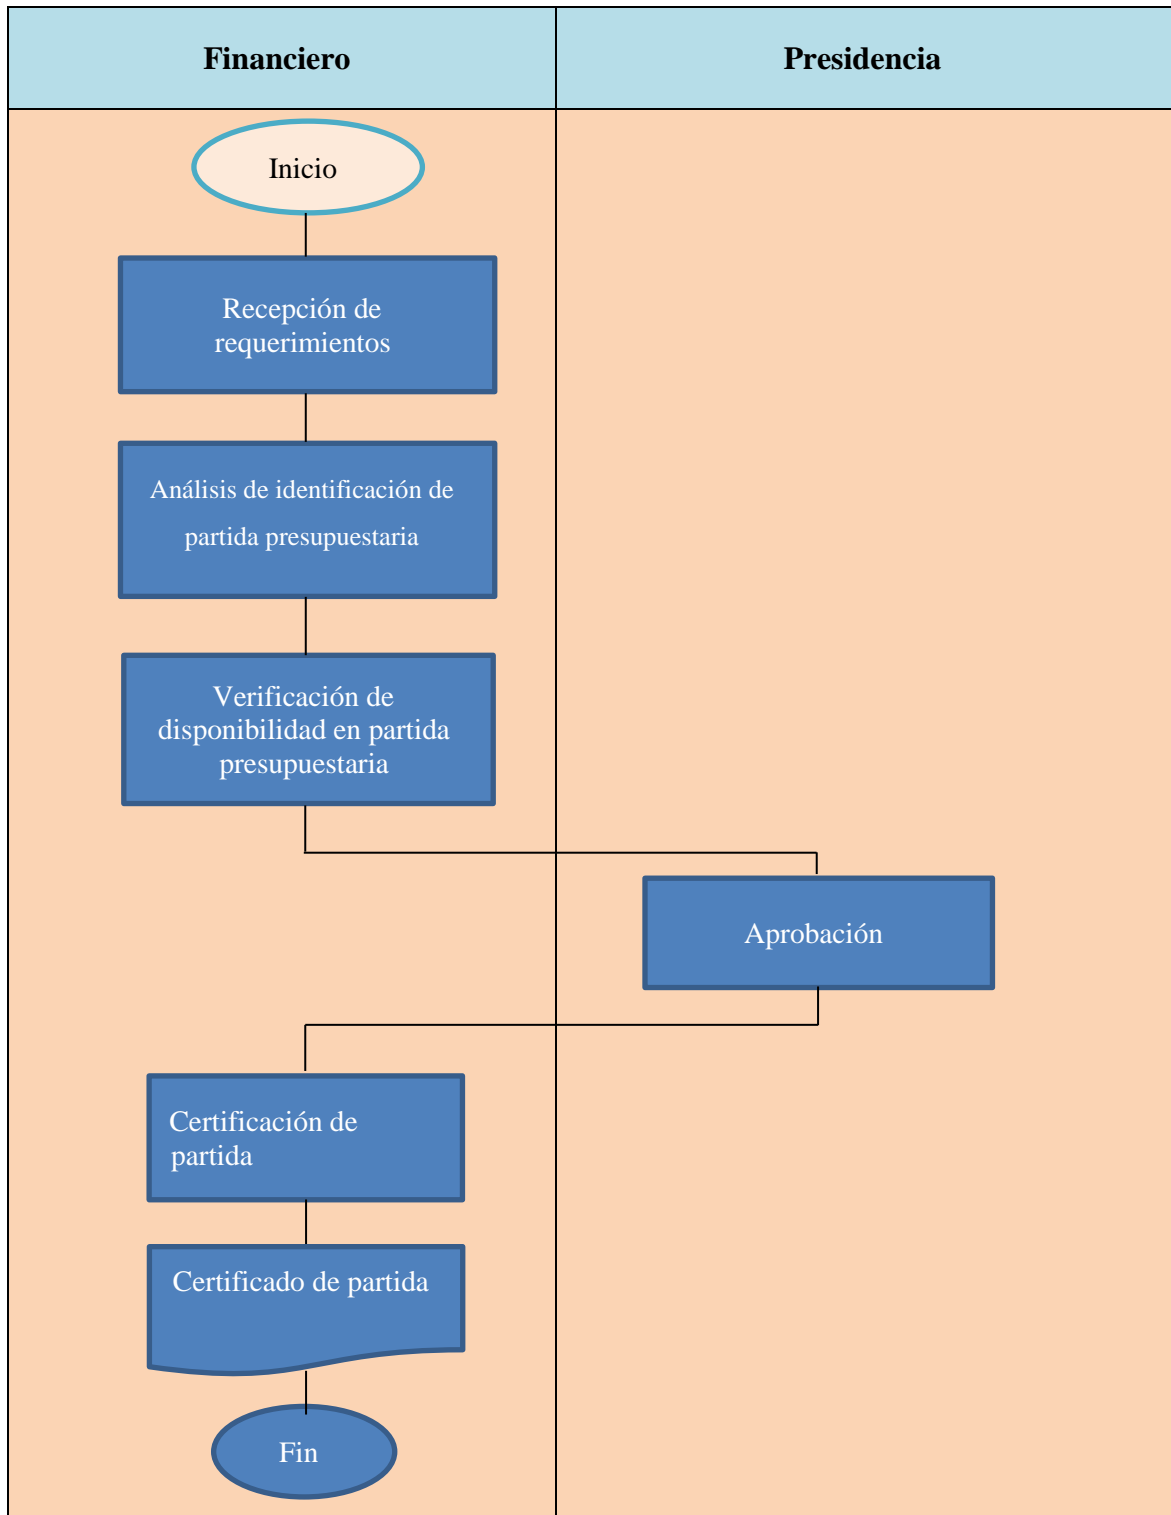 Financiero
Presidencia
Inicio
Recepción de
requerimientos
Análisis de identificación de
partida presupuestaria
Verificación de
disponibilidad en partida
presupuestaria
Aprobación
Certificación de
partida
Certificado de partida
Fin